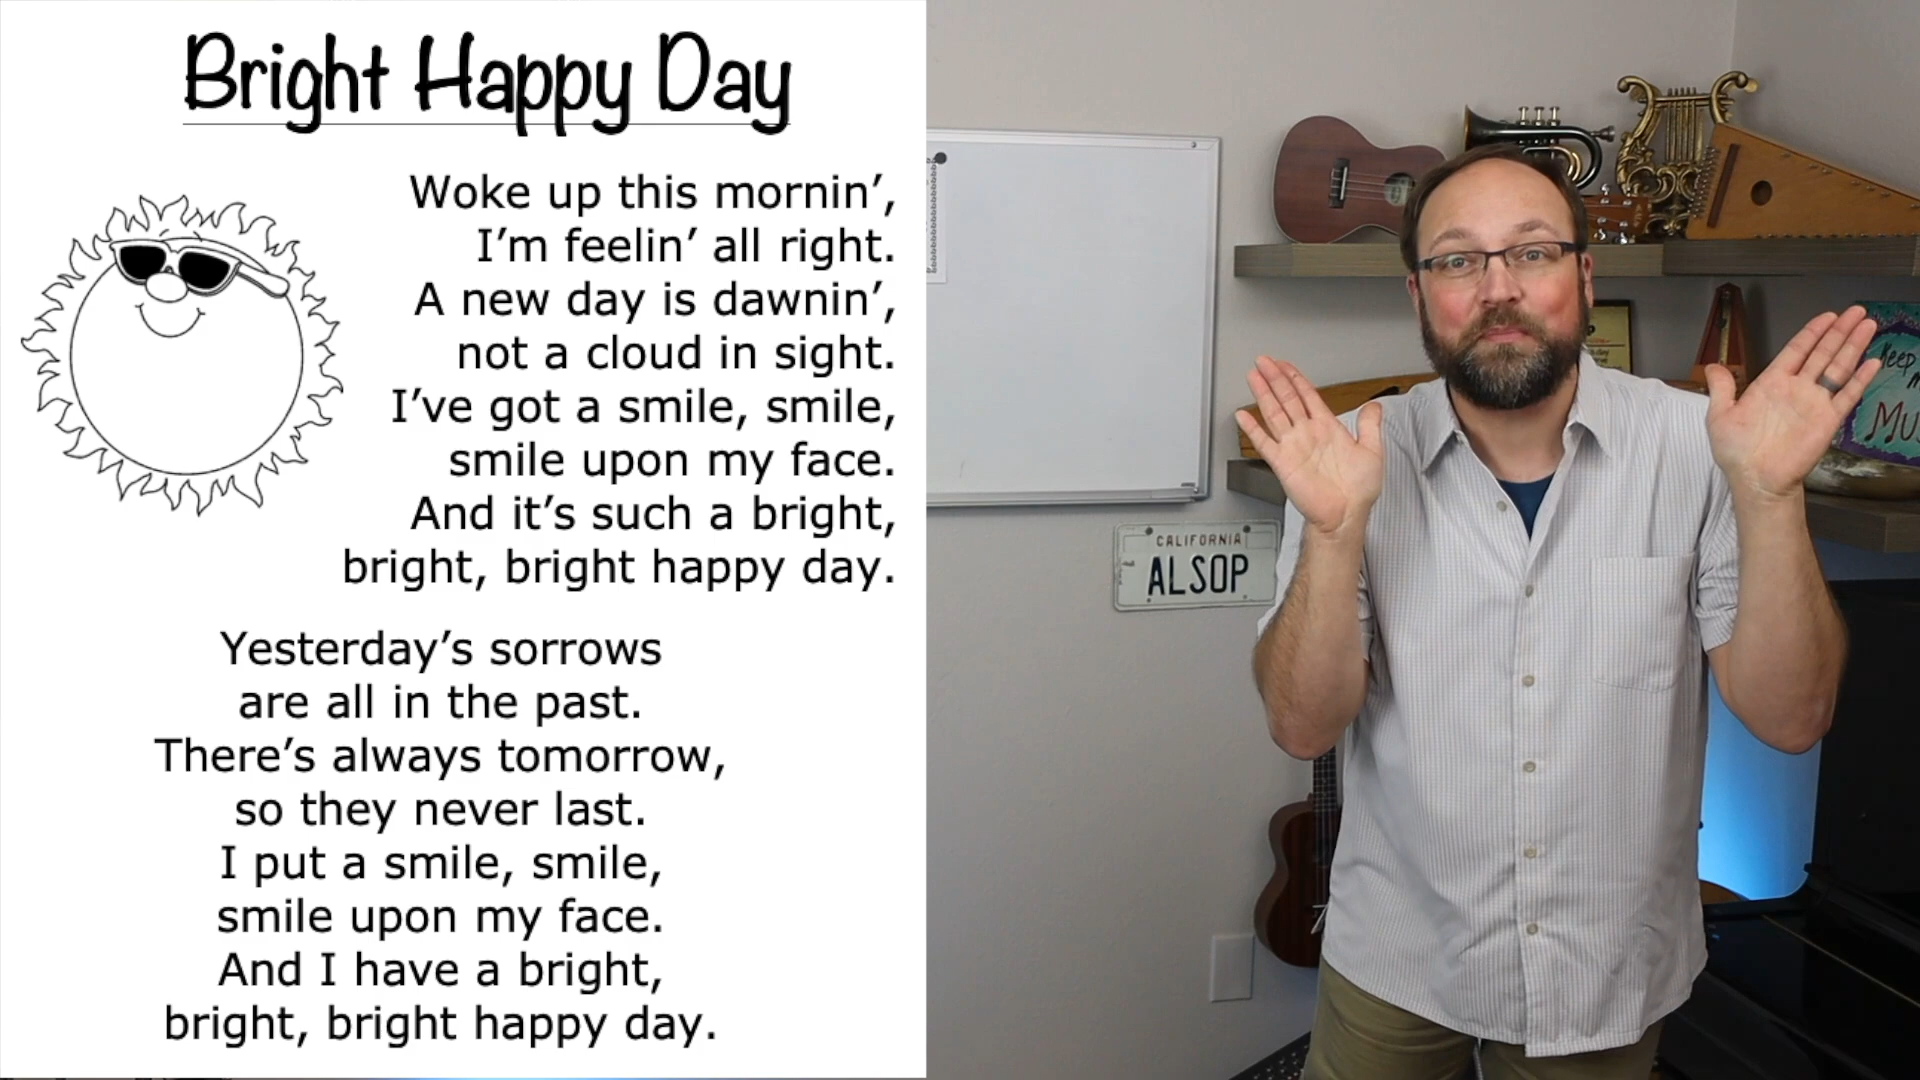 Bright Happy Day
Woke up this mornin’,
I’m feelin’ all right.
A new day is dawnin’,
not a cloud in sight.
I’ve got a smile, smile,
smile upon my face.
And it’s such a bright,
bright, bright happy day.
Yesterday’s sorrows
are all in the past.
There’s always tomorrow,
so they never last.
I put a smile, smile,
smile upon my face.
And I have a bright,
bright, bright happy day.
CALIFORNIA
ALSOP
Keep